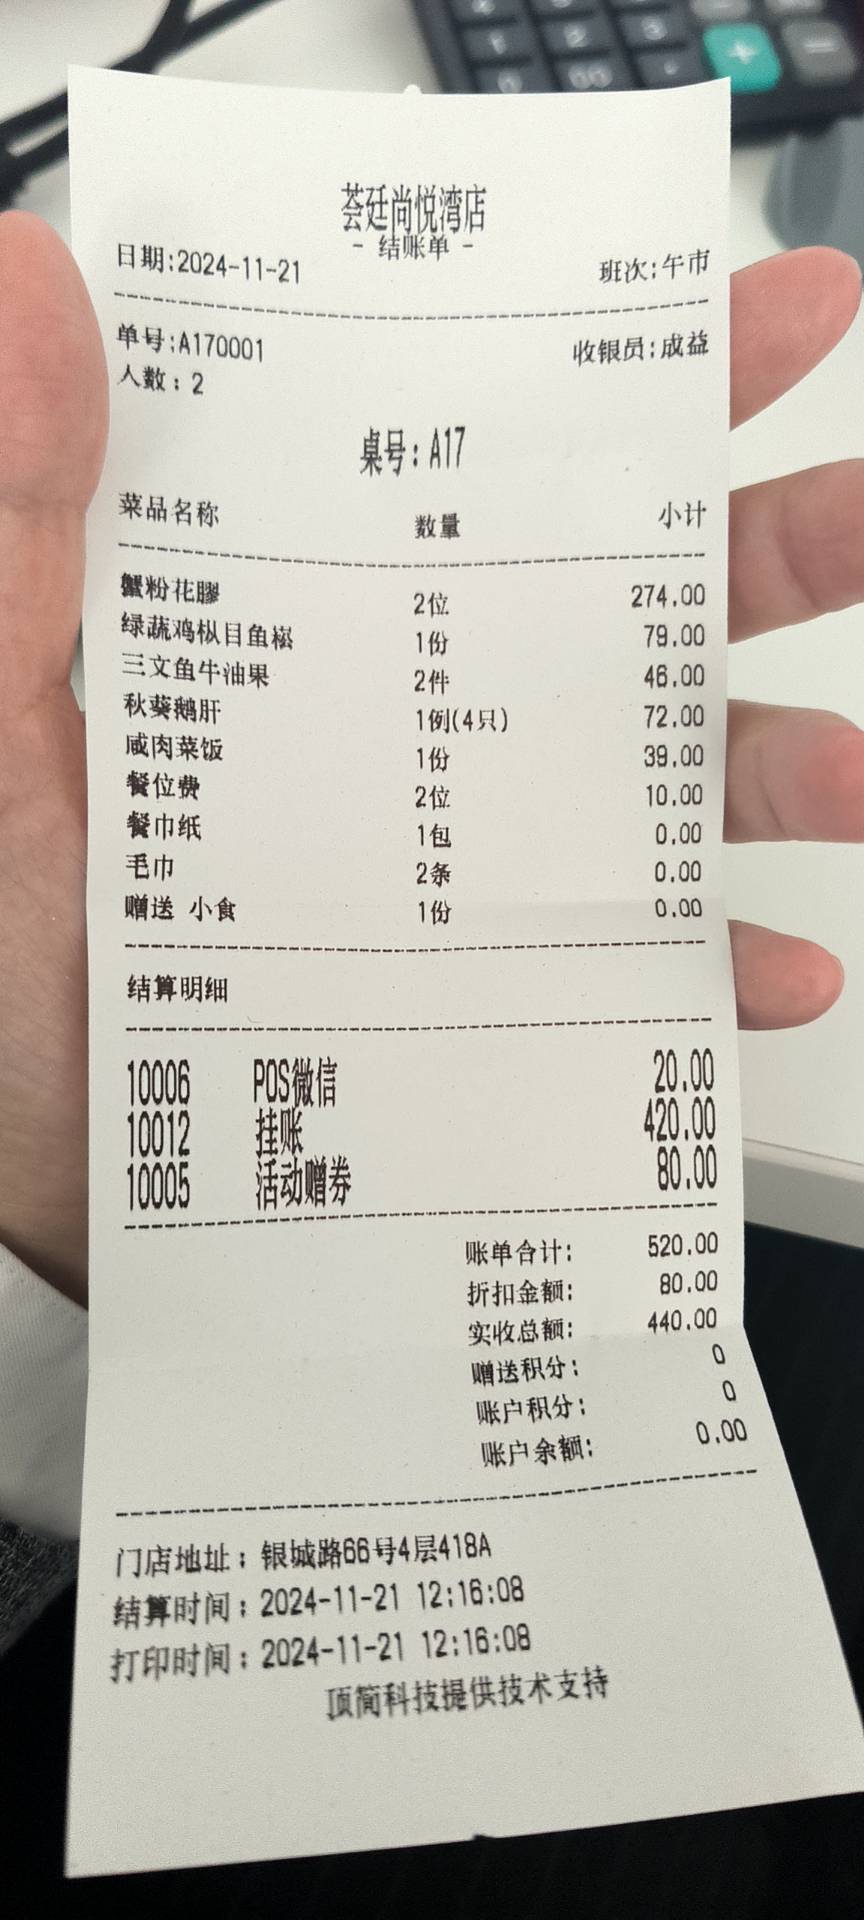 荟廷尚悦湾店
- 结账单 -
日期:2024-11-21 班次:午市
单号:A170001 收银员:成益
人数：2
桌号：A17
菜品名称 数量 小计
蟹粉花膠 2位 274.00
绿蔬鸡枞目鱼崧 1份 79.00
三文鱼牛油果 2件 46.00
秋葵鹅肝 1例(4只) 72.00
咸肉菜饭 1份 39.00
餐位费 2位 10.00
餐巾纸 1包 0.00
毛巾 2条 0.00
赠送 小食 1份 0.00
结算明细
10006 POS微信 20.00
10012 挂账 420.00
10005 活动赠券 80.00
账单合计: 520.00
折扣金额: 80.00
实收总额: 440.00
赠送积分: 0
账户积分: 0
账户余额: 0.00
门店地址：银城路66号4层418A
结算时间：2024-11-21 12:16:08
打印时间：2024-11-21 12:16:08
顶简科技提供技术支持
1 2 3 + −
0 00